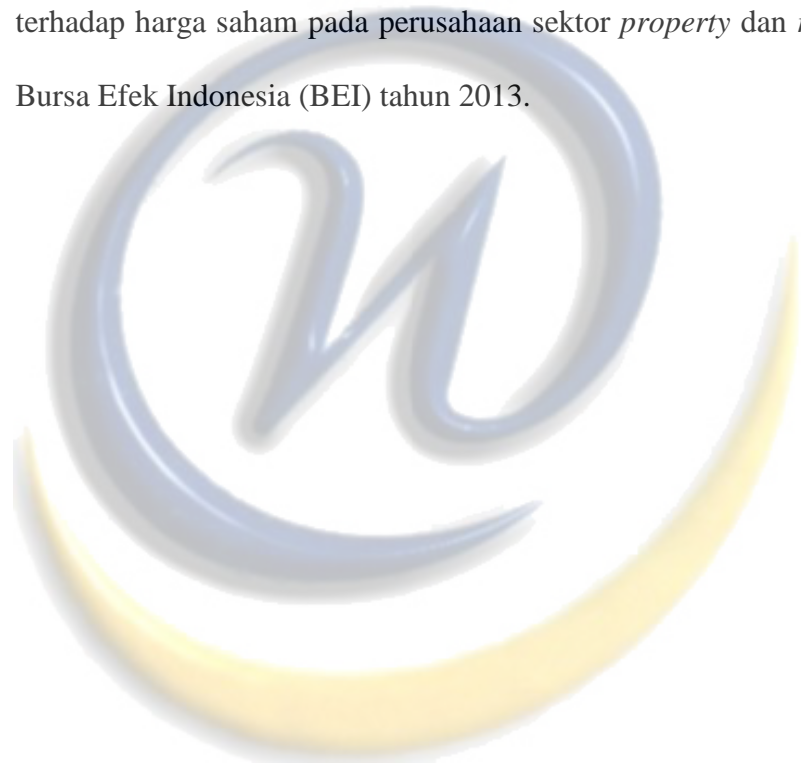 terhadap harga saham pada perusahaan sektor property dan
Bursa Efek Indonesia (BEI) tahun 2013.